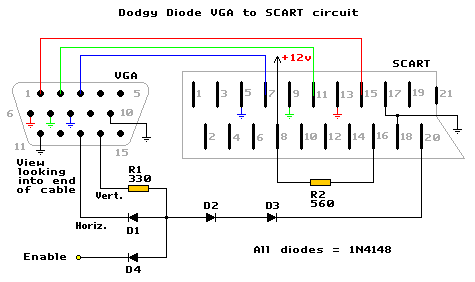 Dodgy Diode VGA to SCART circuit
+12v
SCART
VGA
1 5
6 10
11 15
1 3 5 7 9 11 13 15 17 19 21
2 4 6 8 10 12 14 16 18 20
View
looking
into end
of cable
R1
330
Vert.
Horiz.
D1
D2
D3
R2
560
D4
Enable
All diodes = 1N4148